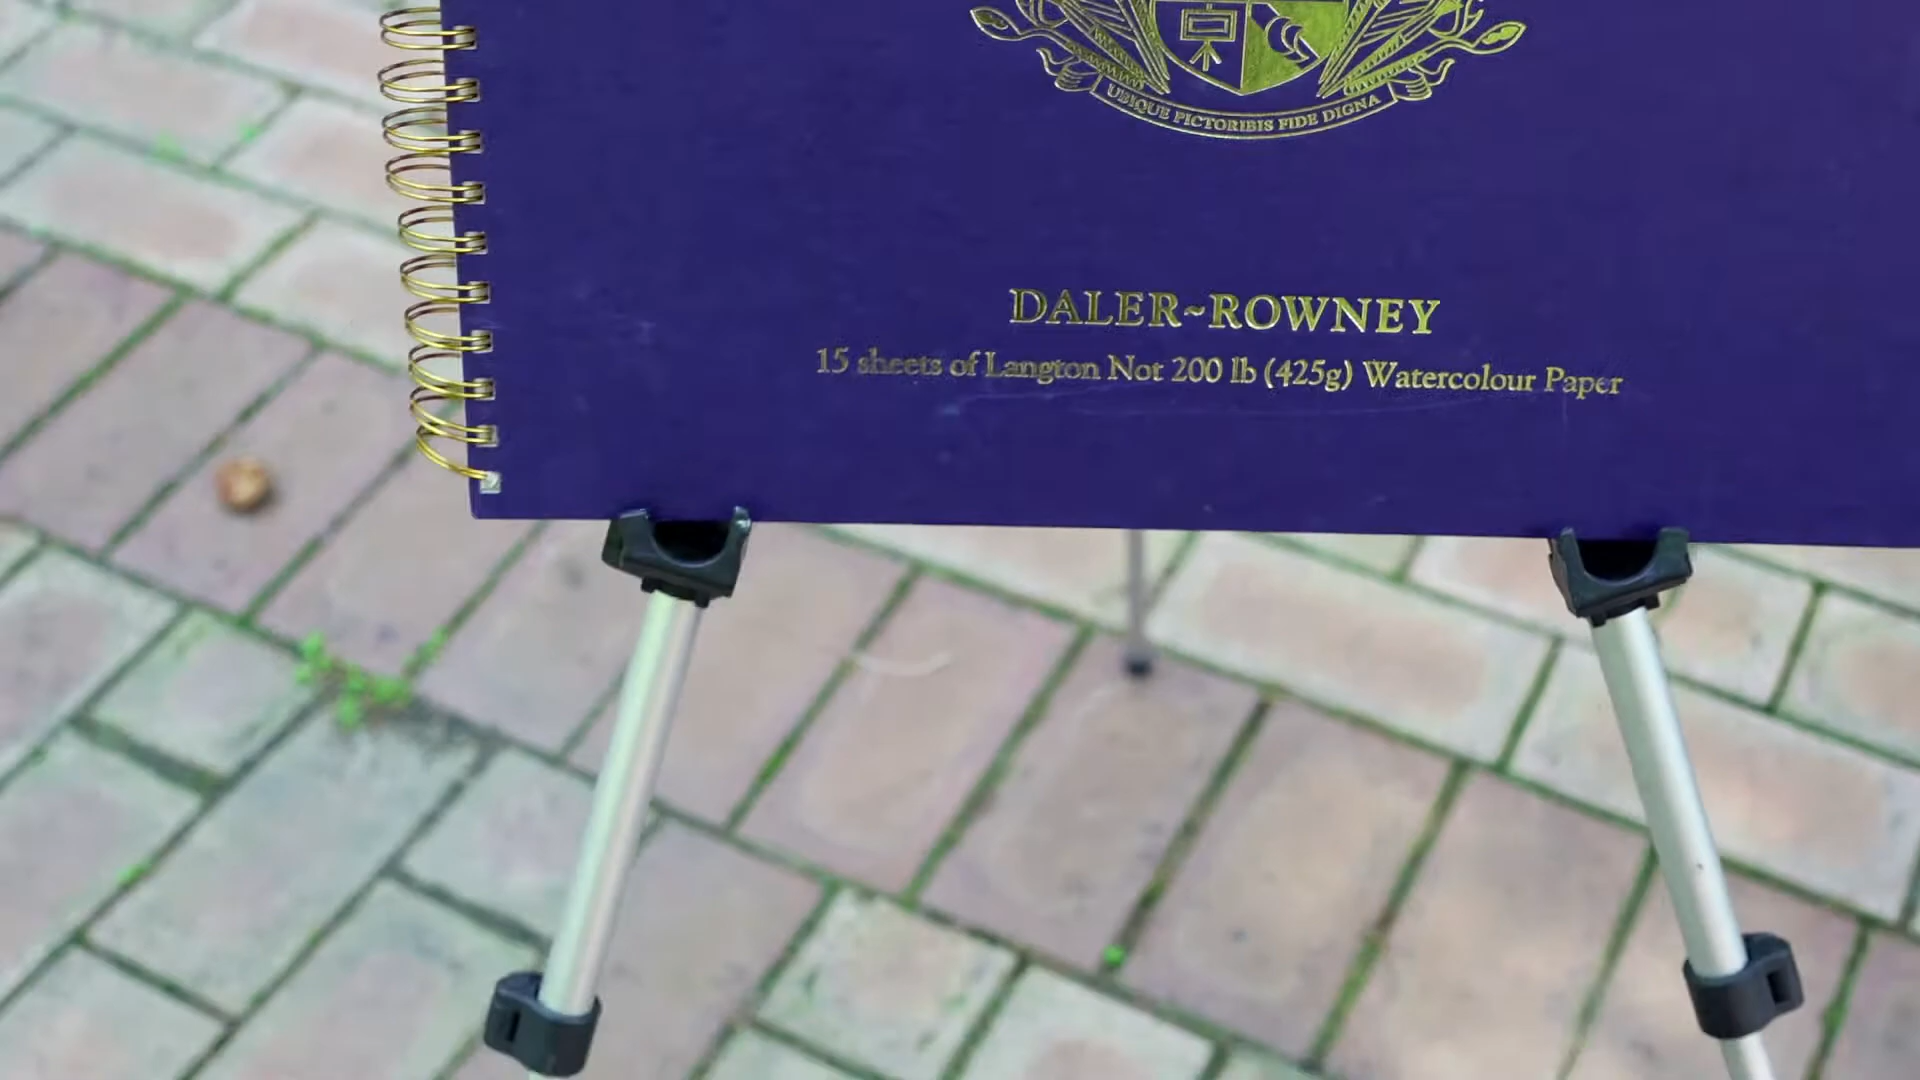 UBIQUE PICTORIBIS FIDE DIGNA
DALER~ROWNEY
15 sheets of Langton Not 200 lb (425g) Watercolour Paper